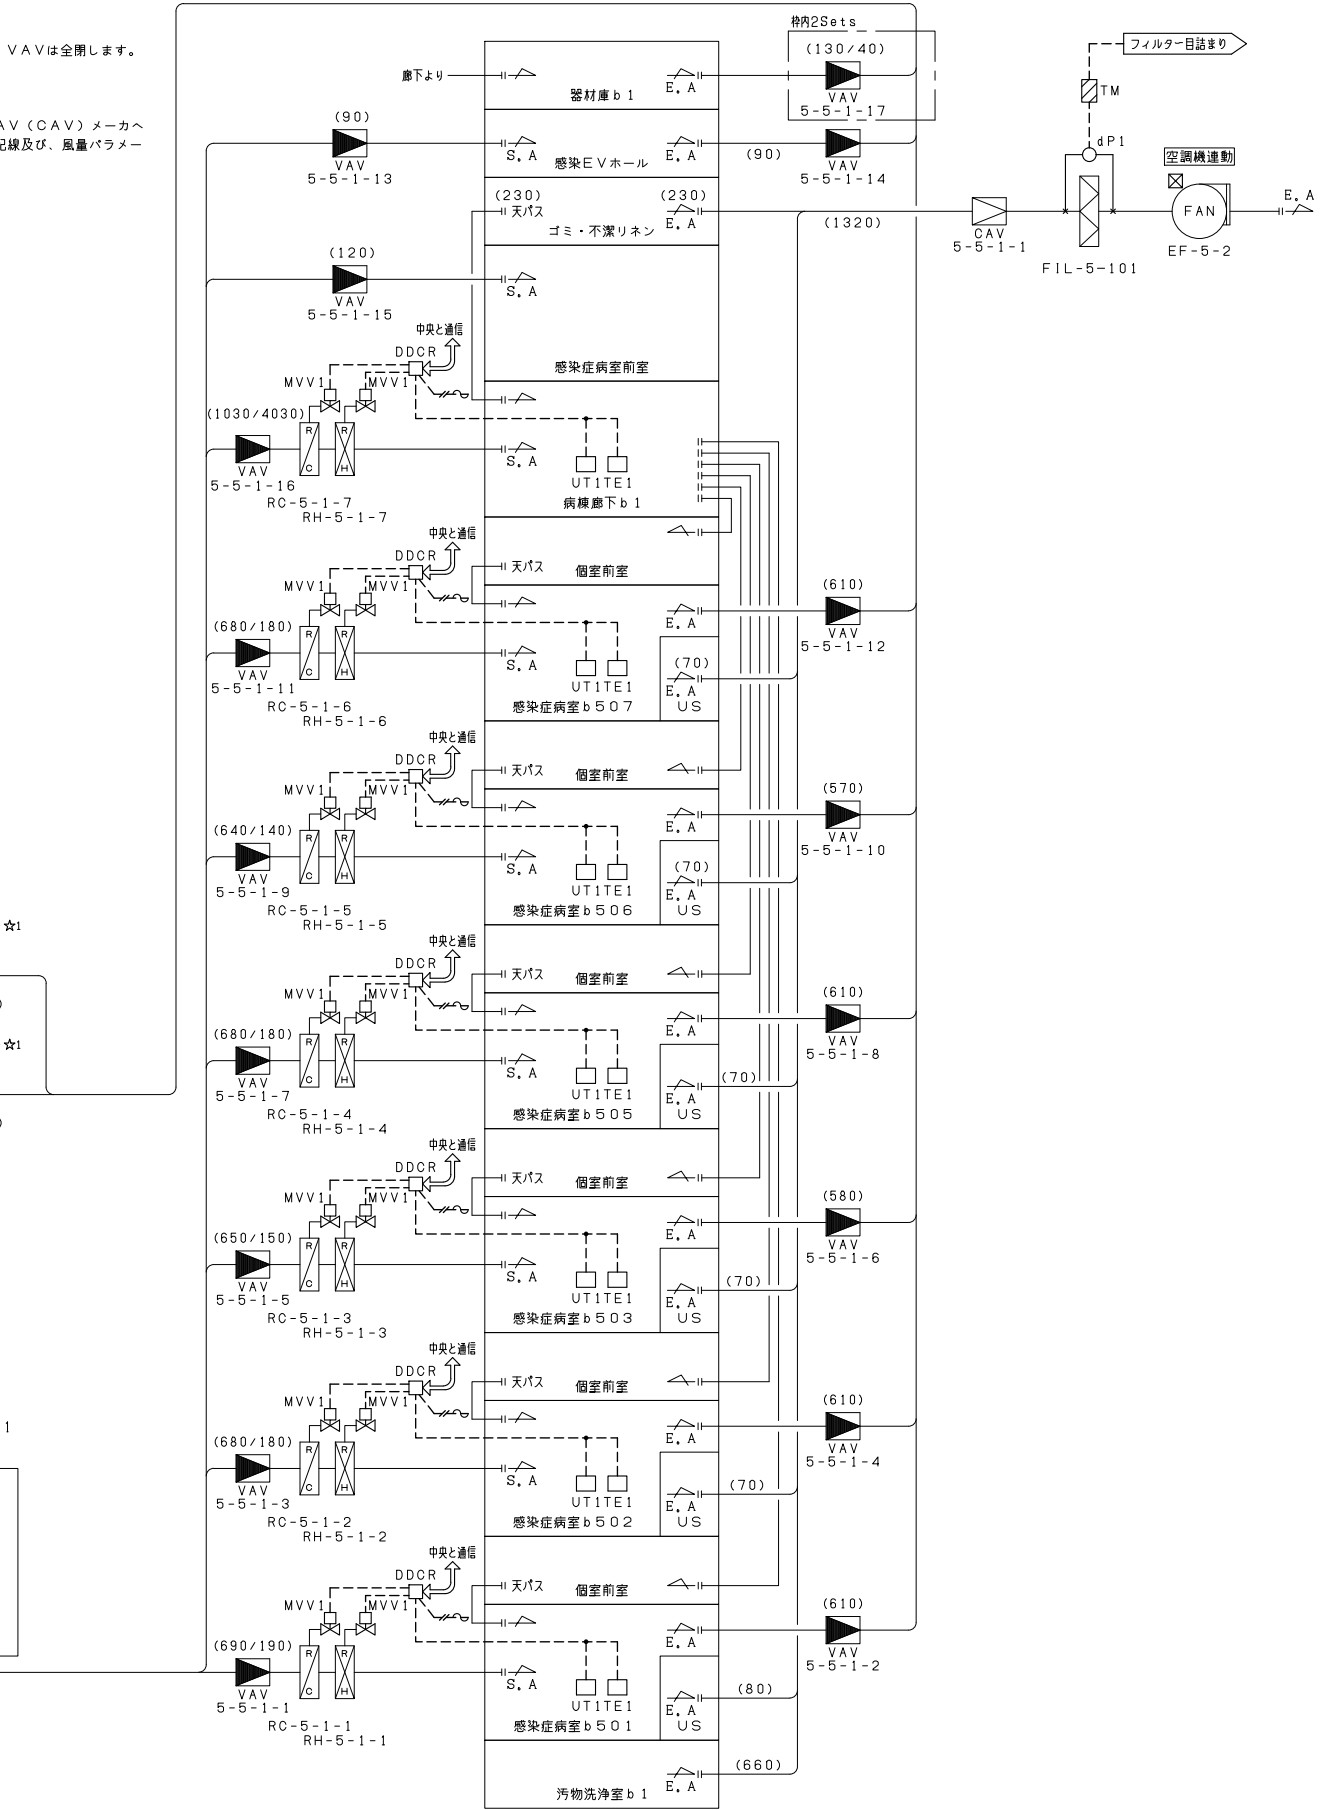 VAVは全閉します。
AV（CAV）メーカへ
配線及び、風量パラメー
枠内2Sets
(130/40)
VAV
5-5-1-17
フィルター目詰まり
TM
dP1
空調機連動
廊下より
器材庫b1
E.A
(90)
VAV
5-5-1-13
S.A
感染EVホール
E.A
(90)
VAV
5-5-1-14
(230)
天パス
ゴミ・不潔リネン
(230)
E.A
(1320)
CAV
5-5-1-1
FIL-5-101
FAN
EF-5-2
E.A
(120)
VAV
5-5-1-15
S.A
感染症病室前室
中央と通信
DDCR
MVV1
MVV1
(1030/4030)
VAV
5-5-1-16
R
C
R
H
RC-5-1-7
RH-5-1-7
S.A
UT1TE1
病棟廊下b1
中央と通信
DDCR
MVV1
MVV1
天パス
個室前室
(680/180)
VAV
5-5-1-11
R
C
R
H
RC-5-1-6
RH-5-1-6
S.A
UT1TE1
感染症病室b507
E.A
(70)
E.A
US
(610)
VAV
5-5-1-12
中央と通信
DDCR
MVV1
MVV1
天パス
個室前室
(640/140)
VAV
5-5-1-9
R
C
R
H
RC-5-1-5
RH-5-1-5
S.A
UT1TE1
感染症病室b506
E.A
(70)
E.A
US
(570)
VAV
5-5-1-10
☆1
☆1
中央と通信
DDCR
MVV1
MVV1
天パス
個室前室
(680/180)
VAV
5-5-1-7
R
C
R
H
RC-5-1-4
RH-5-1-4
S.A
UT1TE1
感染症病室b505
E.A
(70)
E.A
US
(610)
VAV
5-5-1-8
)
)
中央と通信
DDCR
MVV1
MVV1
天パス
個室前室
(650/150)
VAV
5-5-1-5
R
C
R
H
RC-5-1-3
RH-5-1-3
S.A
UT1TE1
感染症病室b503
E.A
(70)
E.A
US
(580)
VAV
5-5-1-6
中央と通信
DDCR
MVV1
MVV1
天パス
個室前室
1
(680/180)
VAV
5-5-1-3
R
C
R
H
RC-5-1-2
RH-5-1-2
S.A
UT1TE1
感染症病室b502
E.A
(70)
E.A
US
(610)
VAV
5-5-1-4
中央と通信
DDCR
MVV1
MVV1
天パス
個室前室
(690/190)
VAV
5-5-1-1
R
C
R
H
RC-5-1-1
RH-5-1-1
S.A
UT1TE1
感染症病室b501
E.A
(80)
E.A
US
(610)
VAV
5-5-1-2
汚物洗浄室b1
E.A
(660)